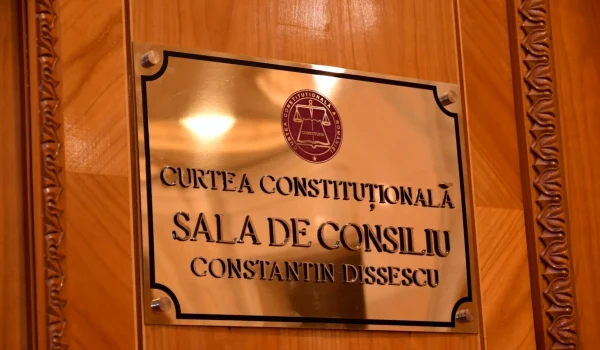 CURTEA CONSTITUȚIONALĂ
SALA DE CONSILIU
CONSTANTIN DISSESCU